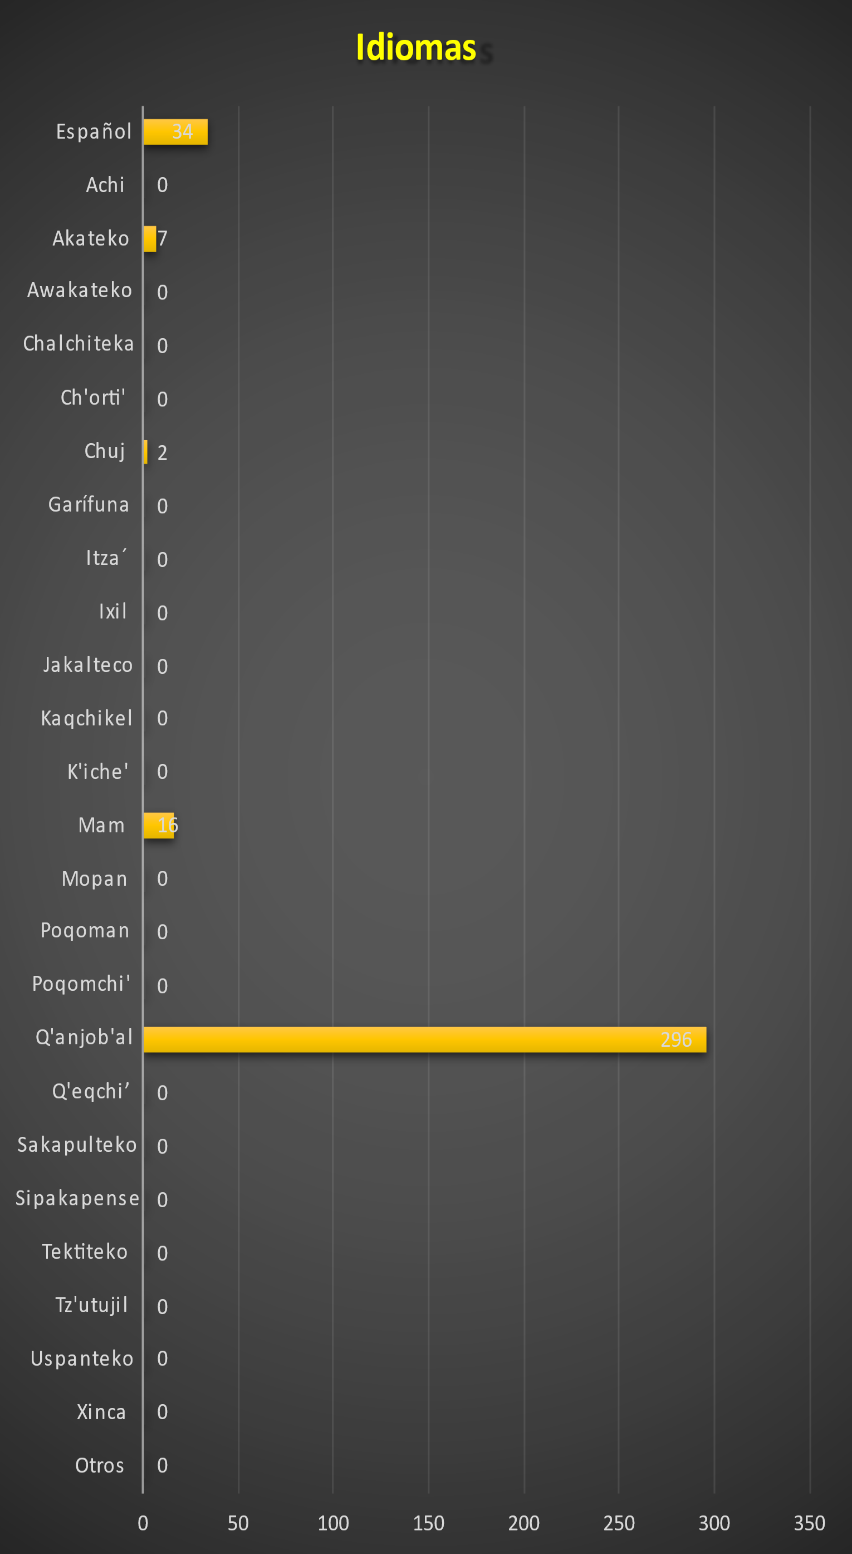 Idiomas
Español 34
Achi 0
Akateko 7
Awakateko 0
Chalchiteka 0
Ch'orti' 0
Chuj 2
Garífuna 0
Itza´ 0
Ixil 0
Jakalteco 0
Kaqchikel 0
K'iche' 0
Mam 16
Mopan 0
Poqoman 0
Poqomchi' 0
Q'anjob'al 296
Q'eqchi’ 0
Sakapulteko 0
Sipakapense 0
Tektiteko 0
Tz'utujil 0
Uspanteko 0
Xinca 0
Otros 0
0 50 100 150 200 250 300 350